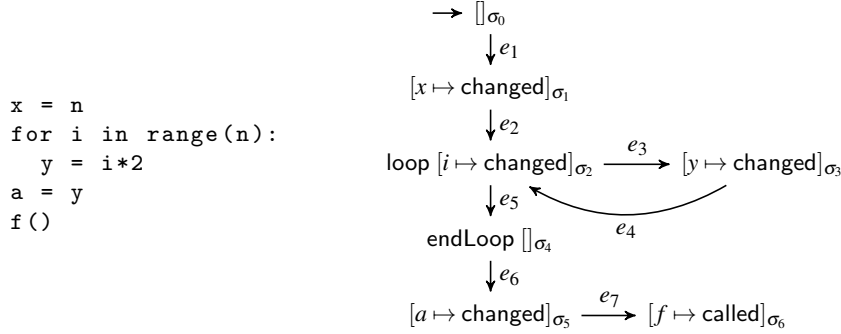 x = n
for i in range(n):
  y = i*2
a = y
f()
[]σ₀
e₁
[x ↦ changed]σ₁
e₂
loop [i ↦ changed]σ₂ e₃ [y ↦ changed]σ₃
e₅
e₄
endLoop []σ₄
e₆
[a ↦ changed]σ₅ e₇ [f ↦ called]σ₆